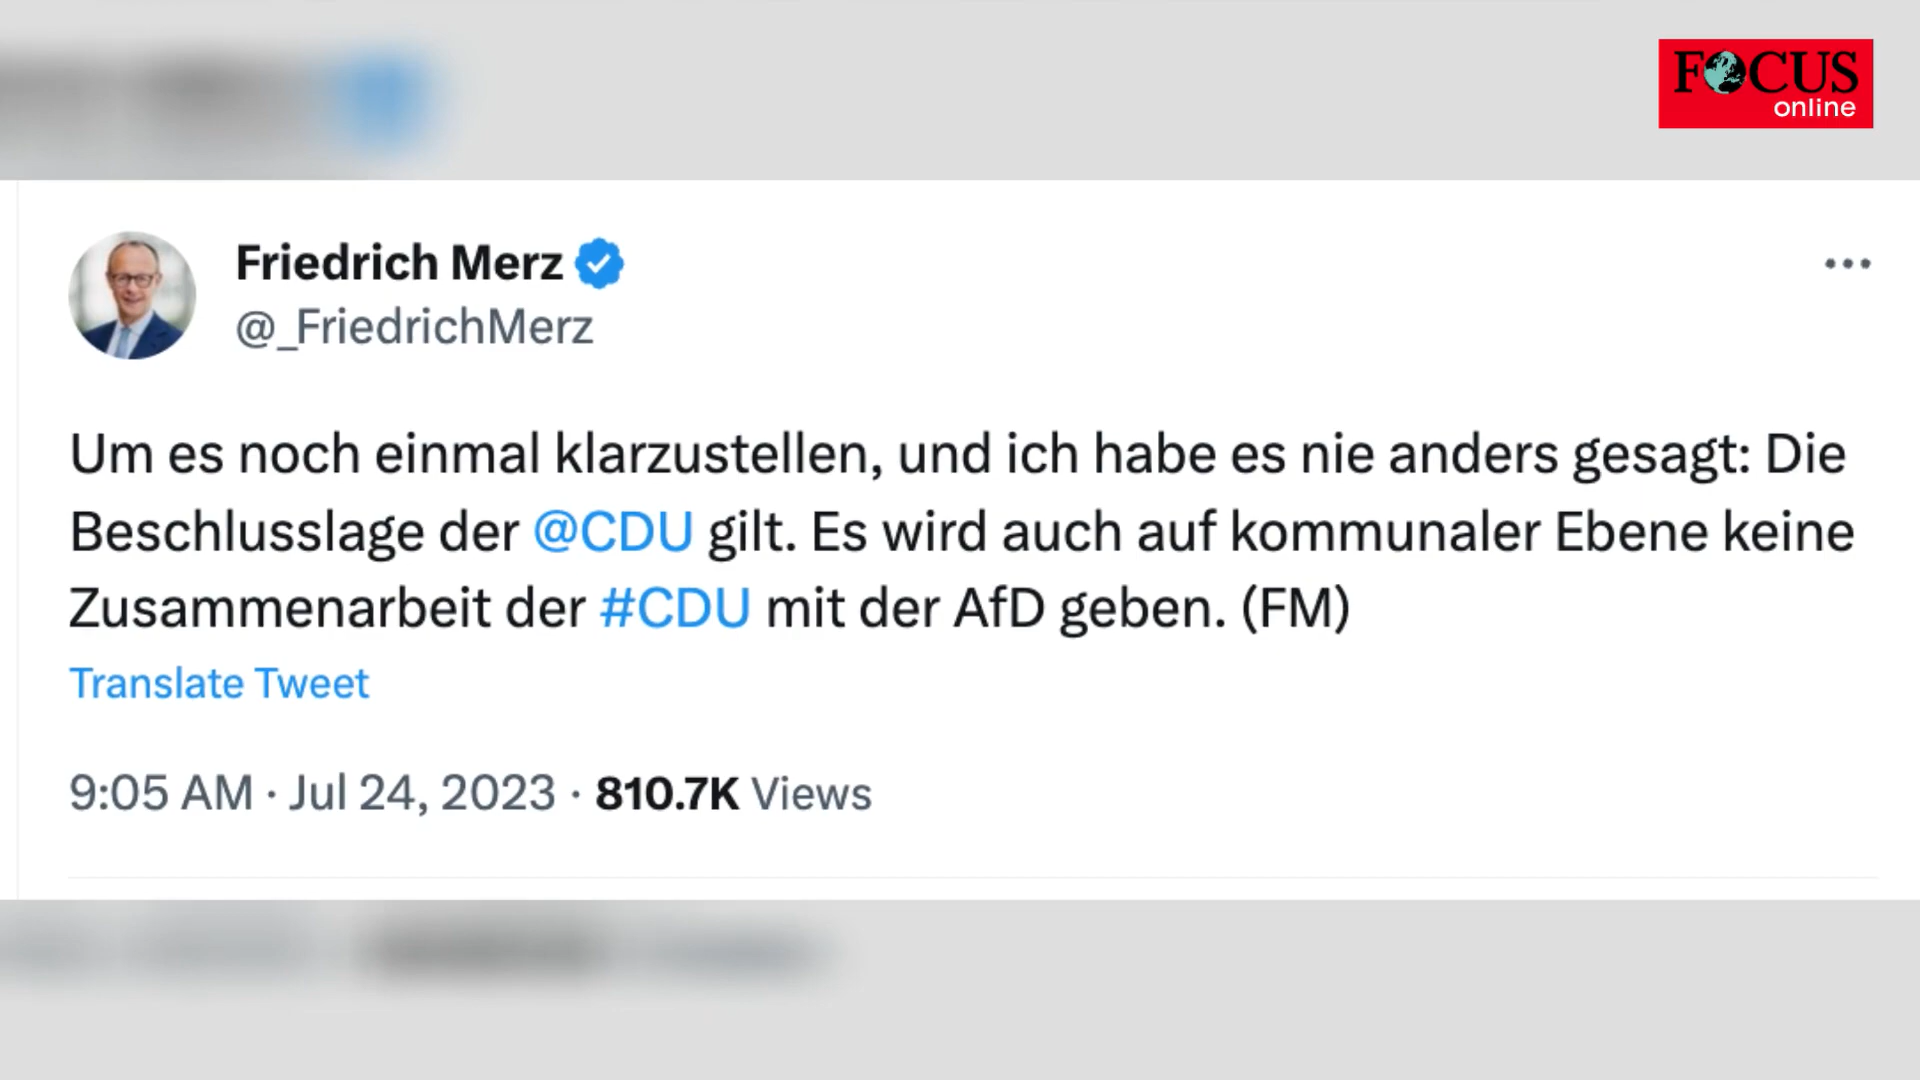 FOCUS
online
Friedrich Merz
@_FriedrichMerz
Um es noch einmal klarzustellen, und ich habe es nie anders gesagt: Die
Beschlusslage der @CDU gilt. Es wird auch auf kommunaler Ebene keine
Zusammenarbeit der #CDU mit der AfD geben. (FM)
Translate Tweet
9:05 AM · Jul 24, 2023 · 810.7K Views